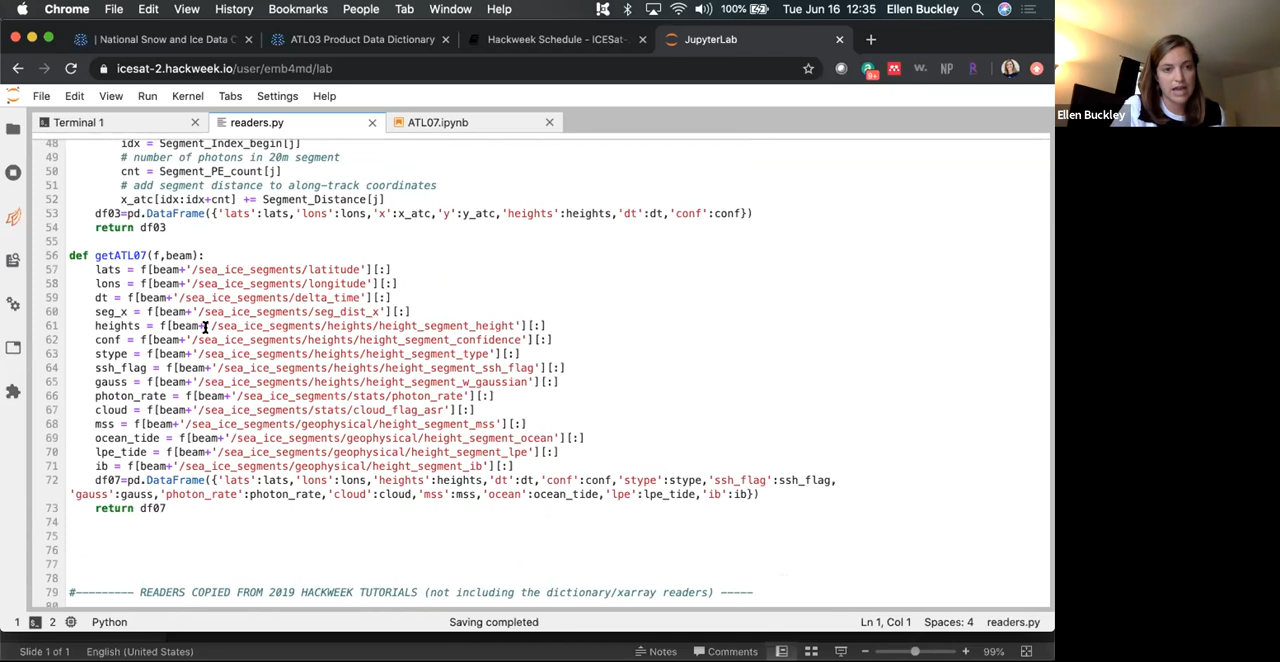 Chrome File Edit View History Bookmarks People Tab Window Help 100% Tue Jun 16 12:35 Ellen Buckley
| National Snow and Ice Data C
ATL03 Product Data Dictionary
Hackweek Schedule - ICESat-
JupyterLab
icesat-2.hackweek.io/user/emb4md/lab
9+ w. NP R
Ellen Buckley
File Edit View Run Kernel Tabs Settings Help
Terminal 1
readers.py
ATL07.ipynb
48 idx = Segment_Index_begin[j]
49 # number of photons in 20m segment
50 cnt = Segment_PE_count[j]
51 # add segment distance to along-track coordinates
52 x_atc[idx:idx+cnt] += Segment_Distance[j]
53 df03=pd.DataFrame({'lats':lats,'lons':lons,'x':x_atc,'y':y_atc,'heights':heights,'dt':dt,'conf':conf})
54 return df03
55
56 def getATL07(f,beam):
57 lats = f[beam+'/sea_ice_segments/latitude'][:]
58 lons = f[beam+'/sea_ice_segments/longitude'][:]
59 dt = f[beam+'/sea_ice_segments/delta_time'][:]
60 seg_x = f[beam+'/sea_ice_segments/seg_dist_x'][:]
61 heights = f[beam+'/sea_ice_segments/heights/height_segment_height'][:]
62 conf = f[beam+'/sea_ice_segments/heights/height_segment_confidence'][:]
63 stype = f[beam+'/sea_ice_segments/heights/height_segment_type'][:]
64 ssh_flag = f[beam+'/sea_ice_segments/heights/height_segment_ssh_flag'][:]
65 gauss = f[beam+'/sea_ice_segments/heights/height_segment_w_gaussian'][:]
66 photon_rate = f[beam+'/sea_ice_segments/stats/photon_rate'][:]
67 cloud = f[beam+'/sea_ice_segments/stats/cloud_flag_asr'][:]
68 mss = f[beam+'/sea_ice_segments/geophysical/height_segment_mss'][:]
69 ocean_tide = f[beam+'/sea_ice_segments/geophysical/height_segment_ocean'][:]
70 lpe_tide = f[beam+'/sea_ice_segments/geophysical/height_segment_lpe'][:]
71 ib = f[beam+'/sea_ice_segments/geophysical/height_segment_ib'][:]
72 df07=pd.DataFrame({'lats':lats,'lons':lons,'heights':heights,'dt':dt,'conf':conf,'stype':stype,'ssh_flag':ssh_flag,
'gauss':gauss,'photon_rate':photon_rate,'cloud':cloud,'mss':mss,'ocean':ocean_tide,'lpe':lpe_tide,'ib':ib})
73 return df07
74
75
76
77
78
79 #--------- READERS COPIED FROM 2019 HACKWEEK TUTORIALS (not including the dictionary/xarray readers) -----
80
1 2 Python Saving completed Ln 1, Col 1 Spaces: 4 readers.py
Slide 1 of 1 English (United States) Notes Comments 99%